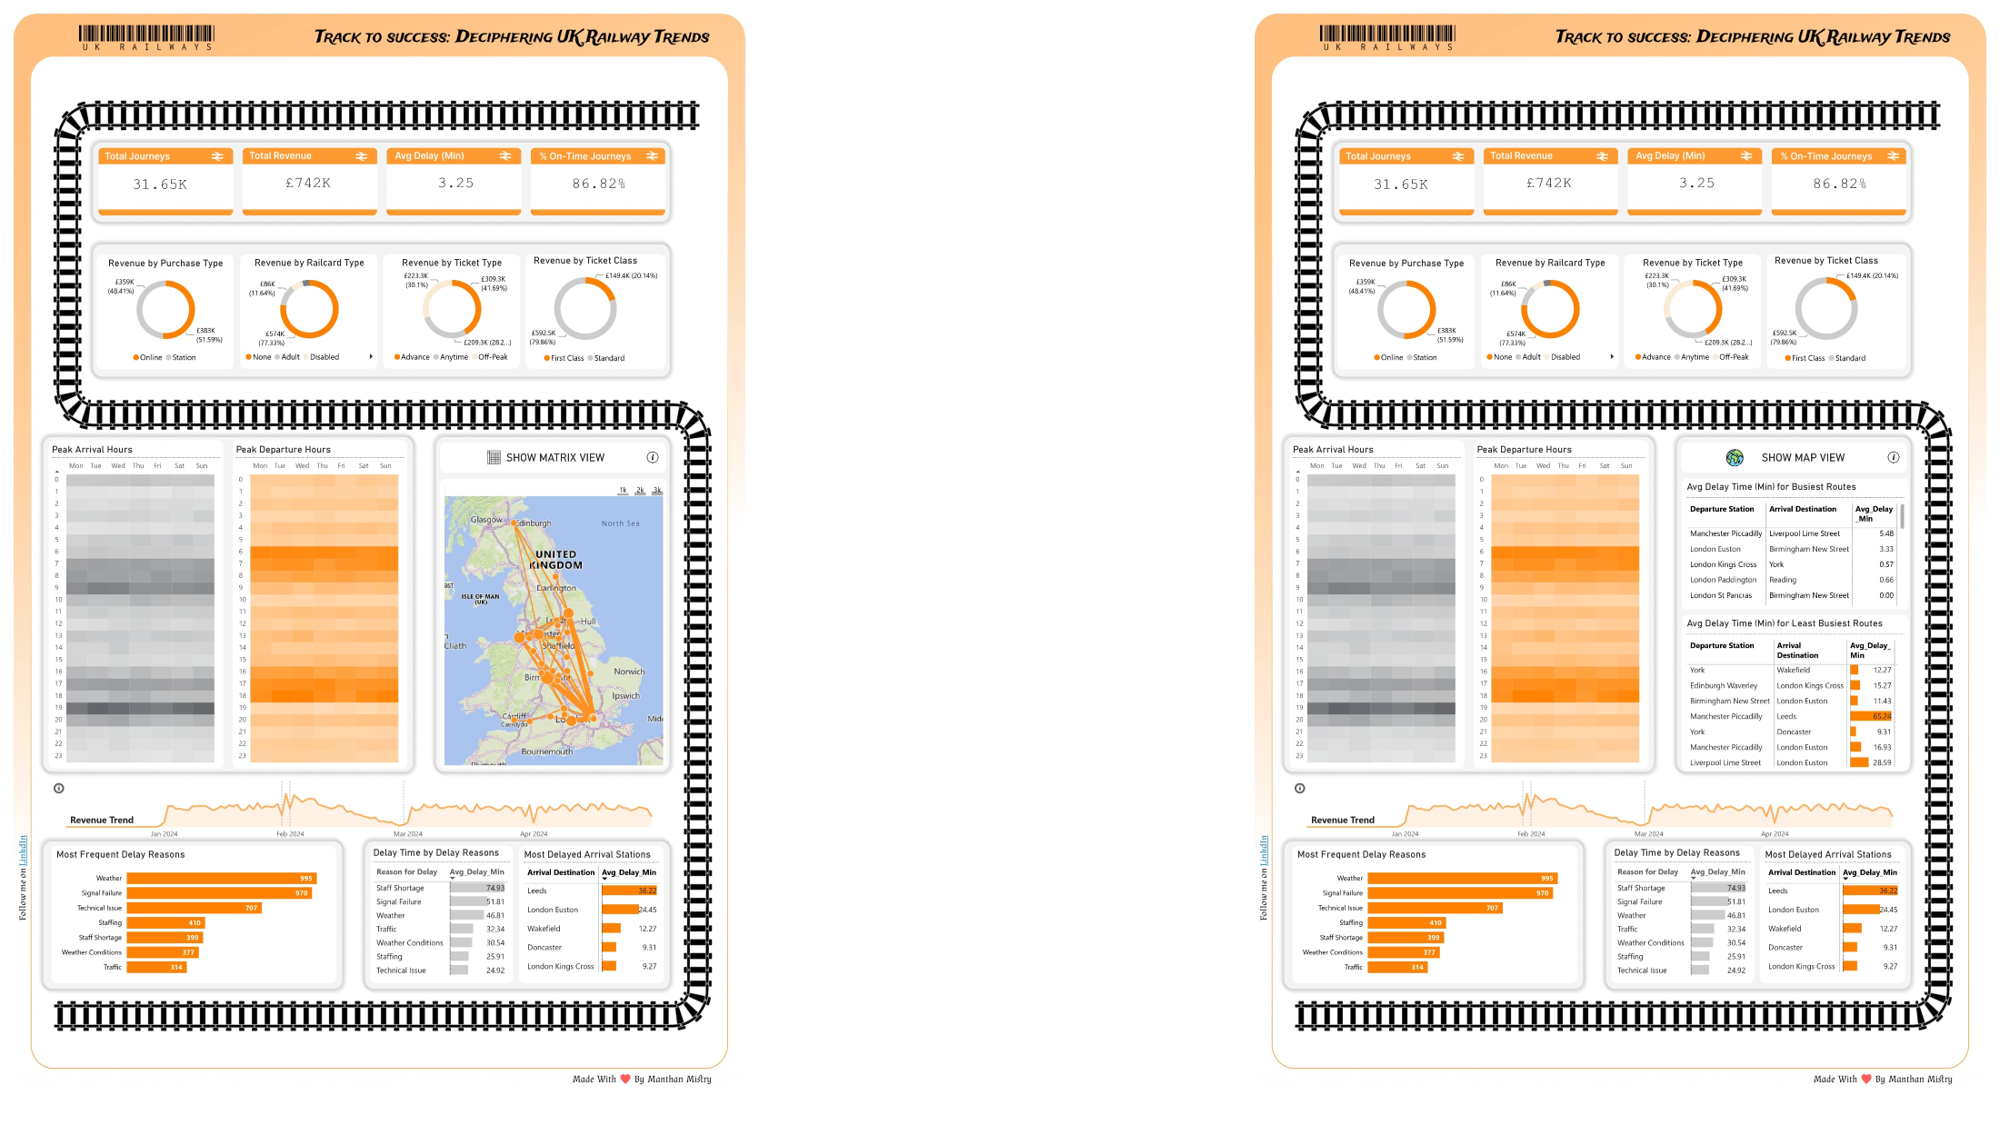 UK RAILWAYS
TRACK TO SUCCESS: DECIPHERING UK RAILWAY TRENDS
Total Journeys
31.65K
Total Revenue
£742K
Avg Delay (Min)
3.25
% On-Time Journeys
86.82%
Revenue by Purchase Type
£359K
(48.41%)
£383K
(51.59%)
Online Station
Revenue by Railcard Type
£86K
(11.64%)
£574K
(77.33%)
None Adult Disabled
Revenue by Ticket Type
£223.3K
(30.1%)
£309.3K
(41.69%)
£209.3K (28.2...)
Advance Anytime Off-Peak
Revenue by Ticket Class
£149.4K (20.14%)
£592.5K
(79.86%)
First Class Standard
Peak Arrival Hours
Mon Tue Wed Thu Fri Sat Sun
0
1
2
3
4
5
6
7
8
9
10
11
12
13
14
15
16
17
18
19
20
21
22
23
Peak Departure Hours
Mon Tue Wed Thu Fri Sat Sun
0
1
2
3
4
5
6
7
8
9
10
11
12
13
14
15
16
17
18
19
20
21
22
23
SHOW MATRIX VIEW
1k 2k 3k
Glasgow Edinburgh North Sea
UNITED
KINGDOM
Darlington
ISLE OF MAN
(UK)
Hull
Cliath
Sheffield
Norwich
Ipswich
Cardiff
Bournemouth
Revenue Trend
Jan 2024 Feb 2024 Mar 2024 Apr 2024
Most Frequent Delay Reasons
Weather 995
Signal Failure 970
Technical Issue 707
Staffing 410
Staff Shortage 399
Weather Conditions 377
Traffic 314
Delay Time by Delay Reasons
Reason for Delay Avg_Delay_Min
Staff Shortage 74.93
Signal Failure 51.81
Weather 46.81
Traffic 32.34
Weather Conditions 30.54
Staffing 25.91
Technical Issue 24.92
Most Delayed Arrival Stations
Arrival Destination Avg_Delay_Min
Leeds 36.22
London Euston 24.45
Wakefield 12.27
Doncaster 9.31
London Kings Cross 9.27
Follow me on LinkdIn
Made With By Manthan Mistry
UK RAILWAYS
TRACK TO SUCCESS: DECIPHERING UK RAILWAY TRENDS
Total Journeys
31.65K
Total Revenue
£742K
Avg Delay (Min)
3.25
% On-Time Journeys
86.82%
Revenue by Purchase Type
£359K
(48.41%)
£383K
(51.59%)
Online Station
Revenue by Railcard Type
£86K
(11.64%)
£574K
(77.33%)
None Adult Disabled
Revenue by Ticket Type
£223.3K
(30.1%)
£309.3K
(41.69%)
£209.3K (28.2...)
Advance Anytime Off-Peak
Revenue by Ticket Class
£149.4K (20.14%)
£592.5K
(79.86%)
First Class Standard
Peak Arrival Hours
Mon Tue Wed Thu Fri Sat Sun
0
1
2
3
4
5
6
7
8
9
10
11
12
13
14
15
16
17
18
19
20
21
22
23
Peak Departure Hours
Mon Tue Wed Thu Fri Sat Sun
0
1
2
3
4
5
6
7
8
9
10
11
12
13
14
15
16
17
18
19
20
21
22
23
SHOW MAP VIEW
Avg Delay Time (Min) for Busiest Routes
Departure Station Arrival Destination Avg_Delay
_Min
Manchester Piccadilly Liverpool Lime Street 5.48
London Euston Birmingham New Street 3.33
London Kings Cross York 0.57
London Paddington Reading 0.66
London St Pancras Birmingham New Street 0.00
Avg Delay Time (Min) for Least Busiest Routes
Departure Station Arrival Avg_Delay_
Destination Min
York Wakefield 12.27
Edinburgh Waverley London Kings Cross 15.27
Birmingham New Street London Euston 11.43
Manchester Piccadilly Leeds 65.24
York Doncaster 9.31
Manchester Piccadilly London Euston 16.93
Liverpool Lime Street London Euston 28.59
Revenue Trend
Jan 2024 Feb 2024 Mar 2024 Apr 2024
Most Frequent Delay Reasons
Weather 995
Signal Failure 970
Technical Issue 707
Staffing 410
Staff Shortage 399
Weather Conditions 377
Traffic 314
Delay Time by Delay Reasons
Reason for Delay Avg_Delay_Min
Staff Shortage 74.93
Signal Failure 51.81
Weather 46.81
Traffic 32.34
Weather Conditions 30.54
Staffing 25.91
Technical Issue 24.92
Most Delayed Arrival Stations
Arrival Destination Avg_Delay_Min
Leeds 36.22
London Euston 24.45
Wakefield 12.27
Doncaster 9.31
London Kings Cross 9.27
Follow me on LinkdIn
Made With By Manthan Mistry